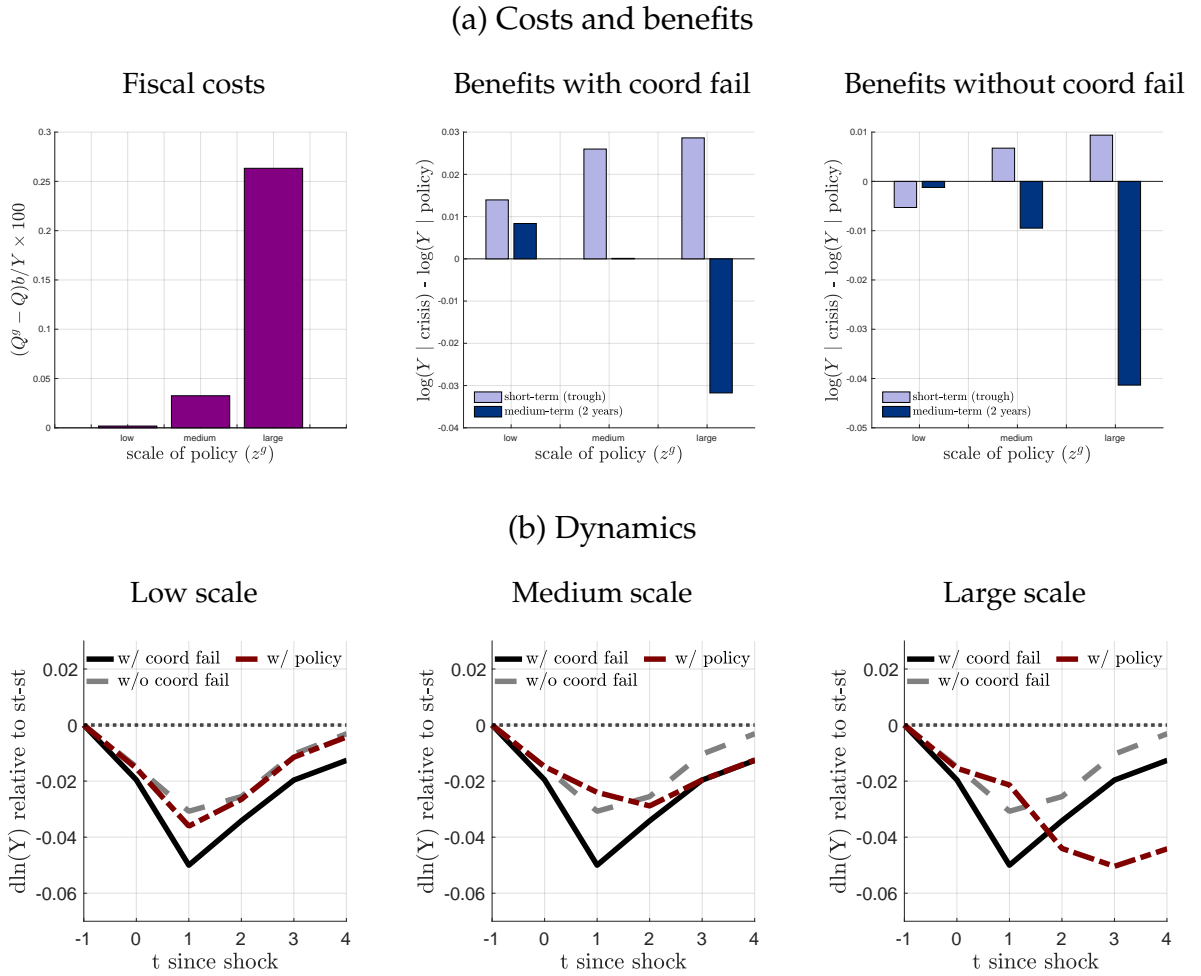 (a) Costs and benefits
Fiscal costs
Benefits with coord fail
Benefits without coord fail
(Q^g − Q)b/Y × 100
0.3
0.25
0.2
0.15
0.1
0.05
0
low
medium
large
scale of policy (z^g)
log(Y | crisis) - log(Y | policy)
0.03
0.02
0.01
0
-0.01
-0.02
-0.03
-0.04
short-term (trough)
medium-term (2 years)
low
medium
large
scale of policy (z^g)
log(Y | crisis) - log(Y | policy)
0.01
0
-0.01
-0.02
-0.03
-0.04
-0.05
short-term (trough)
medium-term (2 years)
low
medium
large
scale of policy (z^g)
(b) Dynamics
Low scale
Medium scale
Large scale
dln(Y) relative to st-st
0.02
0
-0.02
-0.04
-0.06
w/ coord fail
w/ policy
w/o coord fail
-1
0
1
2
3
4
t since shock
dln(Y) relative to st-st
0.02
0
-0.02
-0.04
-0.06
w/ coord fail
w/ policy
w/o coord fail
-1
0
1
2
3
4
t since shock
dln(Y) relative to st-st
0.02
0
-0.02
-0.04
-0.06
w/ coord fail
w/ policy
w/o coord fail
-1
0
1
2
3
4
t since shock